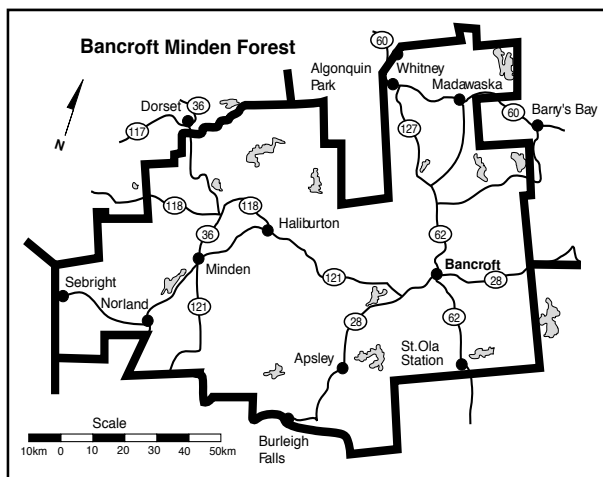 Bancroft Minden Forest
60
Whitney
Algonquin
Park
Madawaska
36
Dorset
Barry's Bay
60
117
127
N
118
118
Haliburton
36
62
Minden
Bancroft
Sebright
121
28
Norland
121
28
62
St.Ola
Station
Apsley
Scale
10km 0 10 20 30 40 50km
Burleigh
Falls